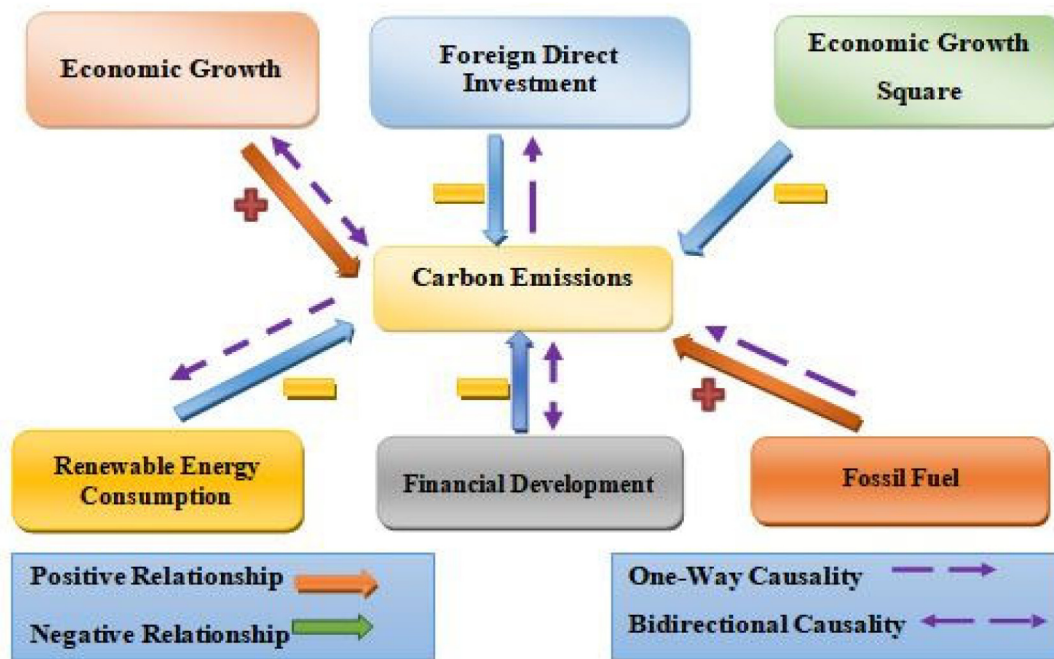 Economic Growth
Foreign Direct
Investment
Economic Growth
Square
Carbon Emissions
Renewable Energy
Consumption
Financial Development
Fossil Fuel
Positive Relationship
Negative Relationship
One-Way Causality
Bidirectional Causality